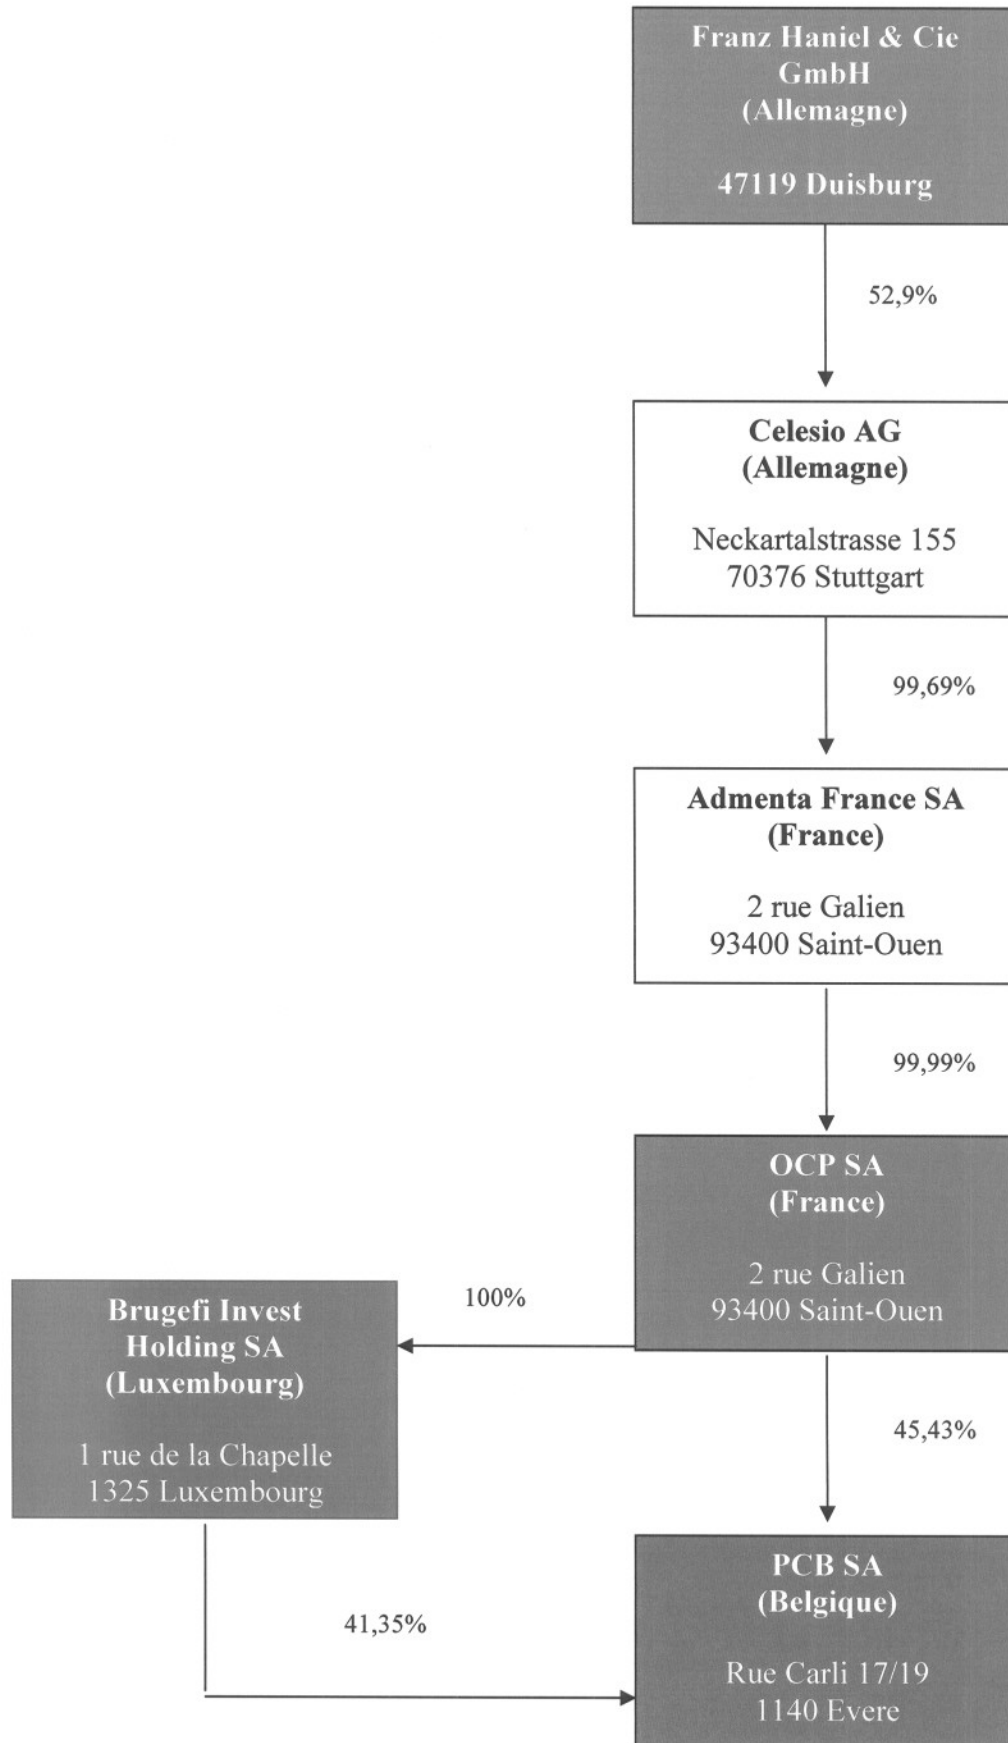 Franz Haniel & Cie
GmbH
(Allemagne)
47119 Duisburg
52,9%
Celesio AG
(Allemagne)
Neckartalstrasse 155
70376 Stuttgart
99,69%
Admenta France SA
(France)
2 rue Galien
93400 Saint-Ouen
99,99%
OCP SA
(France)
2 rue Galien
93400 Saint-Ouen
100%
Brugefi Invest
Holding SA
(Luxembourg)
1 rue de la Chapelle
1325 Luxembourg
45,43%
41,35%
PCB SA
(Belgique)
Rue Carli 17/19
1140 Evere